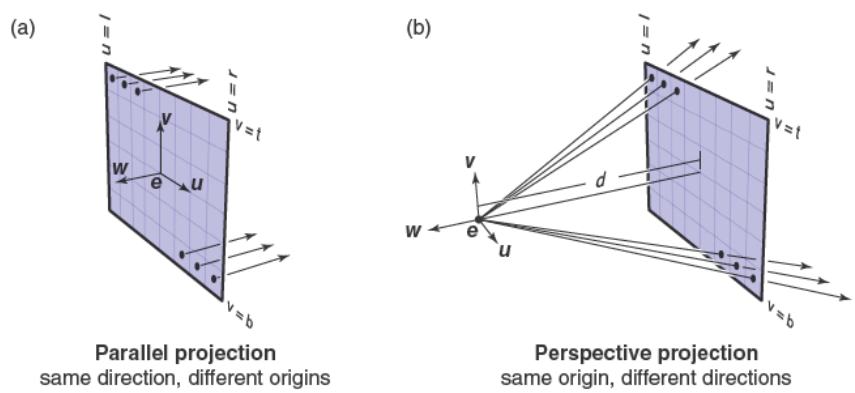 (a)
u = l
u = r
v = t
v
w
e
u
v = b
Parallel projection
same direction, different origins
(b)
u = l
u = r
v = t
v
d
w
e
u
v = b
Perspective projection
same origin, different directions